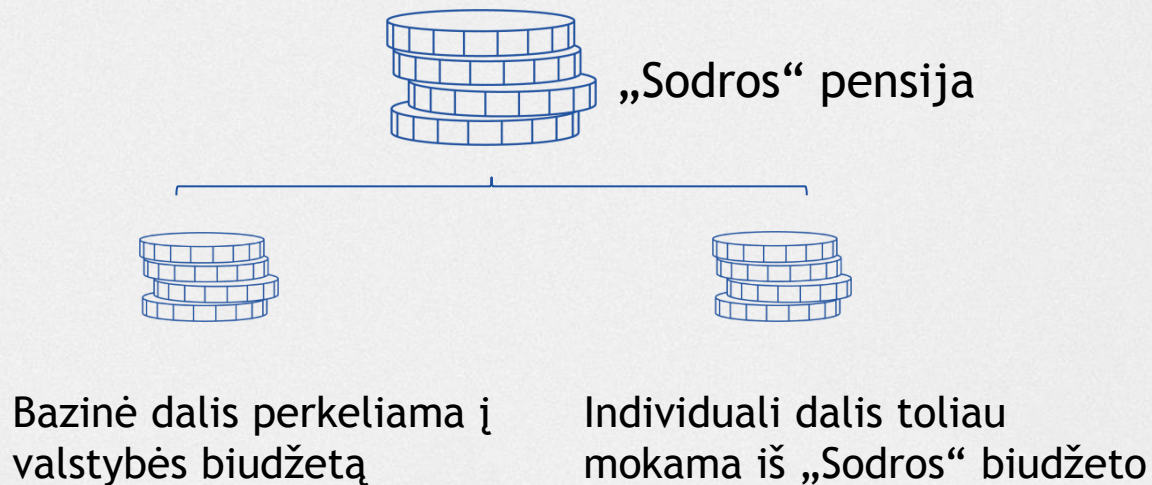 „Sodros“ pensija
Bazinė dalis perkeliama į
valstybės biudžetą
Individuali dalis toliau
mokama iš „Sodros“ biudžeto